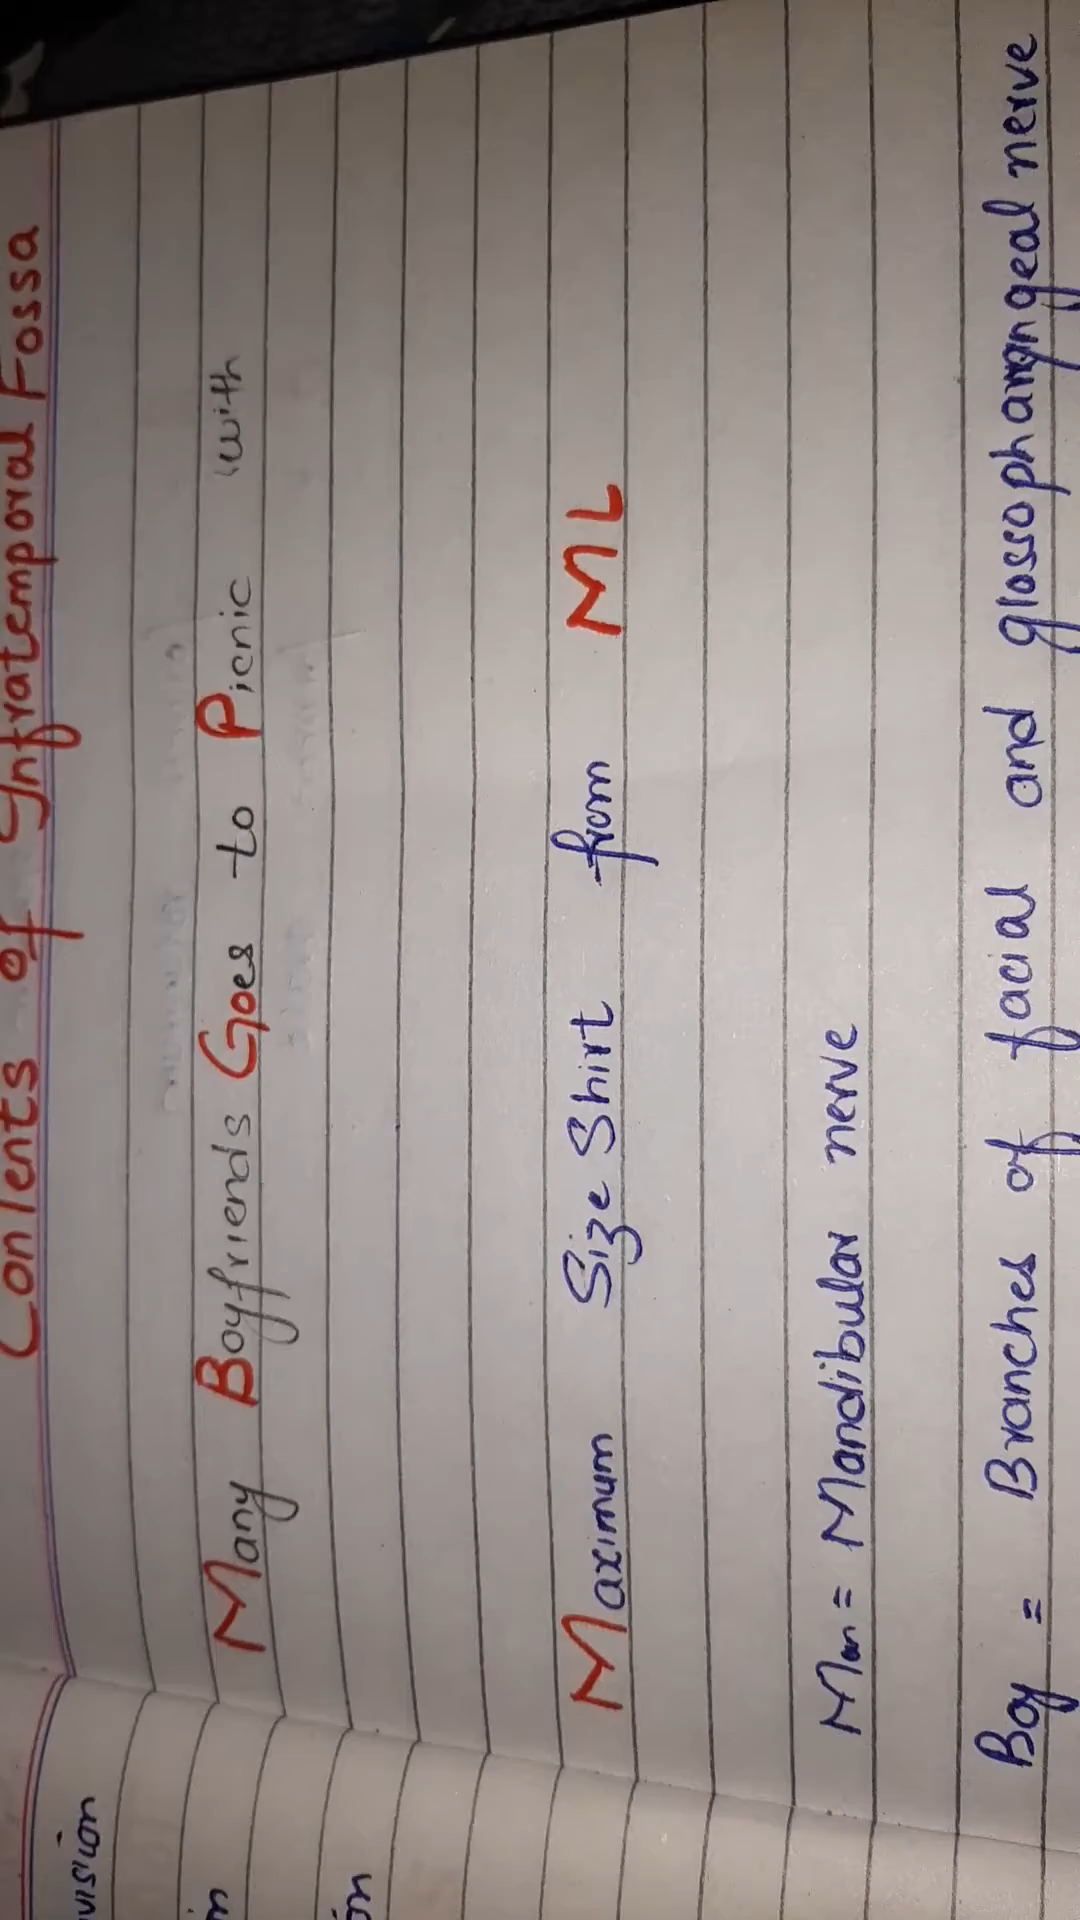 Contents of Infratemporal Fossa
Many Boyfriends Goes to Picnic with
Maximum Size Shirt from ML
Man = Mandibular nerve
Boy = Branches of facial and glossopharangeal nerve
vision